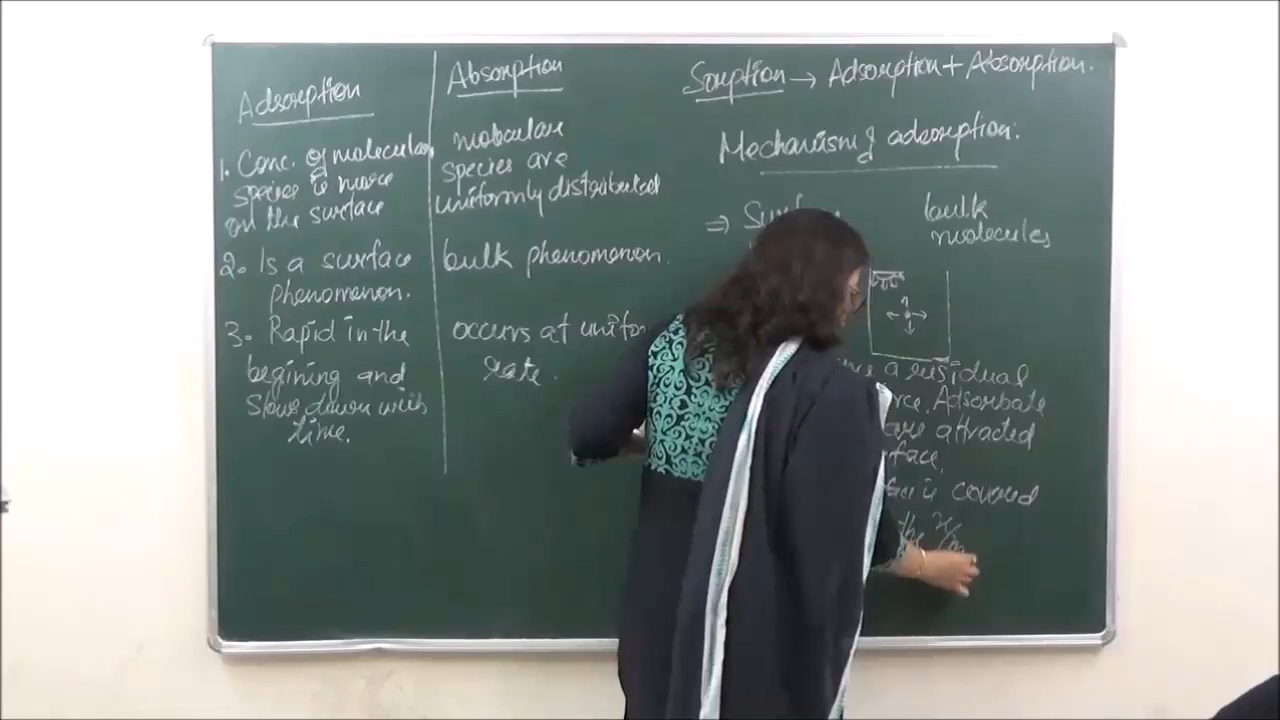 Adsorption
1. Conc. of molecular
species is more
on the surface
2. Is a surface
phenomenon.
3. Rapid in the
begining and
slows down with
time.
Absorption
molecular
species are
uniformly distributed
bulk phenomenon.
occurs at
rate.
Sorption → Adsorption + Absorption.
Mechanism of adsorption:
⇒
bulk
molecules
a residual
Adsorbate
are attracted
is covered
the x/m